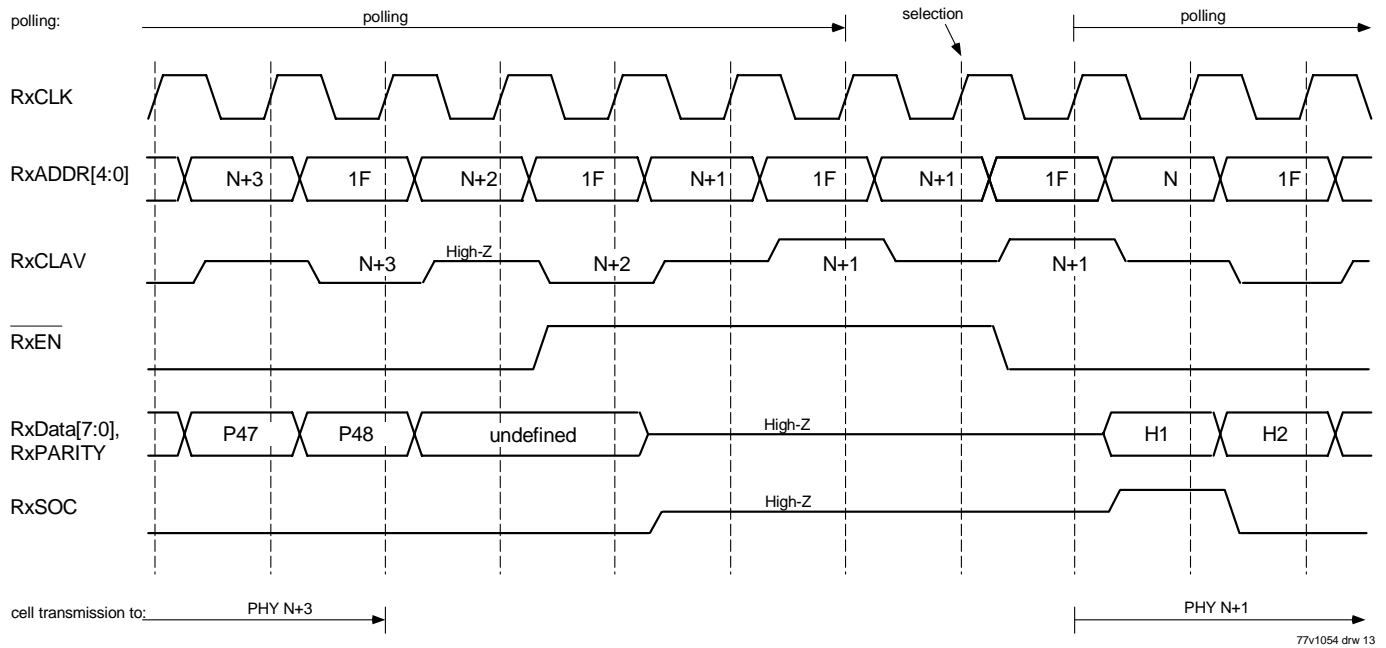 polling:
polling
selection
polling
RxCLK
RxADDR[4:0]
N+3
1F
N+2
1F
N+1
1F
N+1
1F
N
1F
RxCLAV
N+3
High-Z
N+2
N+1
N+1
RxEN
RxData[7:0],
RxPARITY
P47
P48
undefined
High-Z
H1
H2
RxSOC
High-Z
cell transmission to:
PHY N+3
PHY N+1
77v1054 drw 13